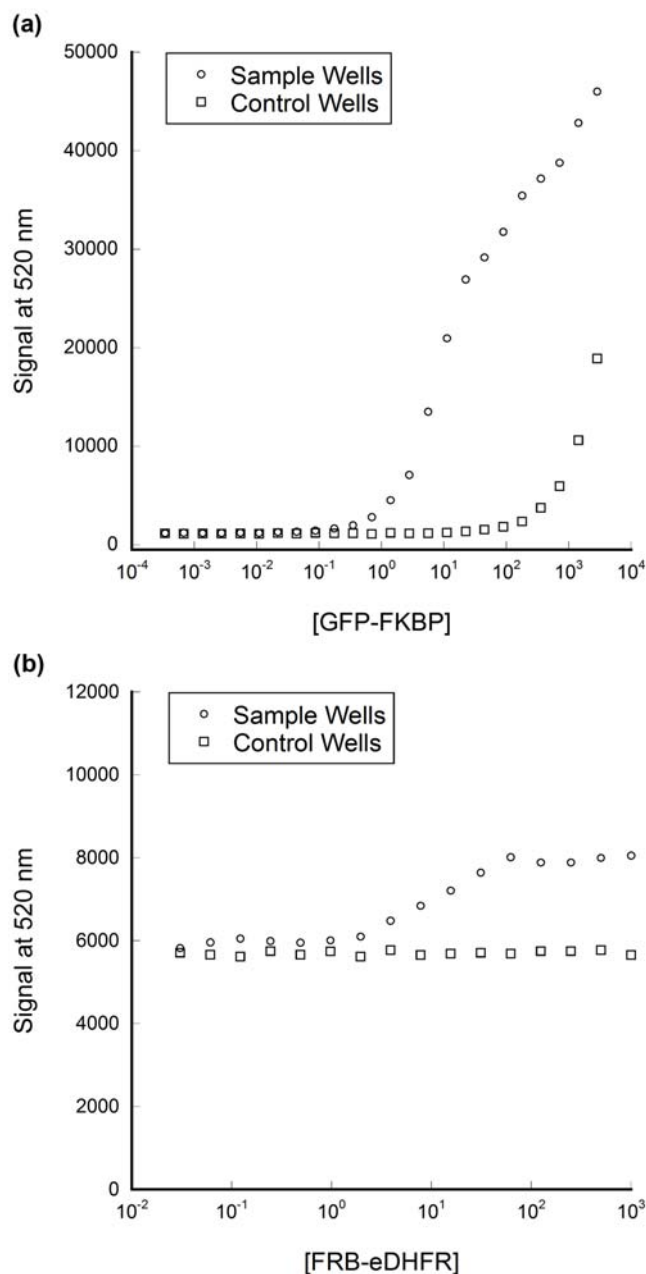 (a)
50000
Sample Wells
Control Wells
40000
30000
20000
10000
0
Signal at 520 nm
10⁻⁴ 10⁻³ 10⁻² 10⁻¹ 10⁰ 10¹ 10² 10³ 10⁴
[GFP-FKBP]
(b)
12000
Sample Wells
Control Wells
10000
8000
6000
4000
2000
0
Signal at 520 nm
10⁻² 10⁻¹ 10⁰ 10¹ 10² 10³
[FRB-eDHFR]